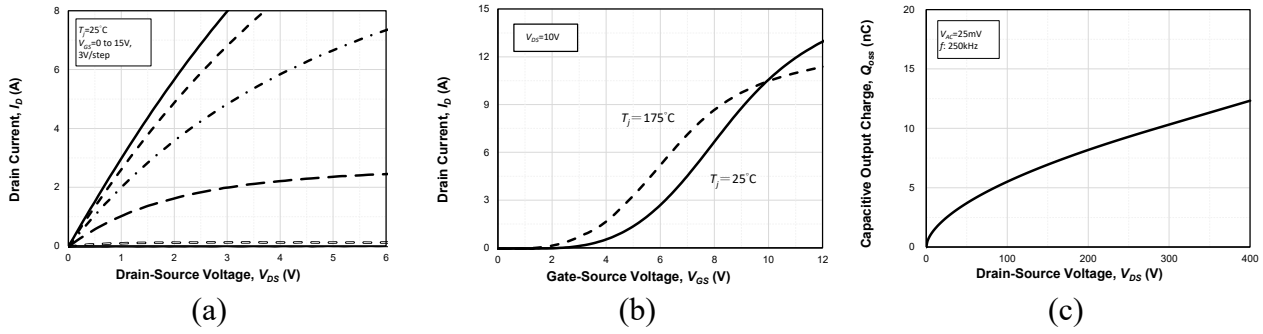 8
6
4
2
0
Drain Current, I_D (A)
T_j=25°C
V_GS=0 to 15V,
3V/step
0 1 2 3 4 5 6
Drain-Source Voltage, V_DS (V)
(a)
15
12
9
6
3
0
Drain Current, I_D (A)
V_DS=10V
T_j=175°C
T_j=25°C
0 2 4 6 8 10 12
Gate-Source Voltage, V_GS (V)
(b)
20
15
10
5
0
Capacitive Output Charge, Q_oss (nC)
V_AC=25mV
f: 250kHz
0 100 200 300 400
Drain-Source Voltage, V_DS (V)
(c)